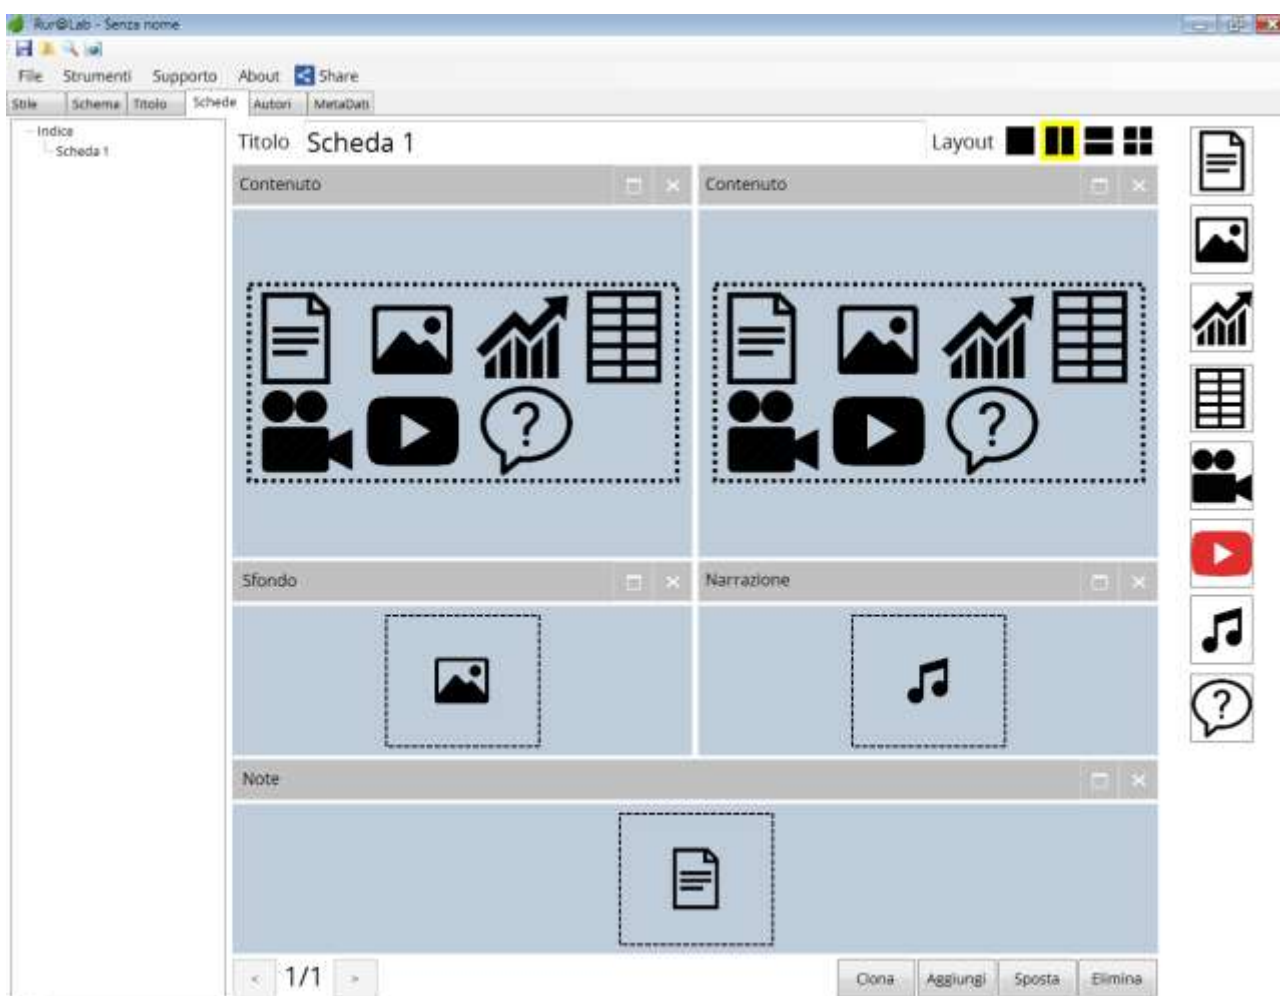 Rur@Lab - Senza nome
File Strumenti Supporto About Share
Stile Schema Titolo Schede Autori MetaDati
Indice
Scheda 1
Titolo Scheda 1 Layout
Contenuto Contenuto
Sfondo Narrazione
Note
< 1/1 >
Clona Aggiungi Sposta Elimina